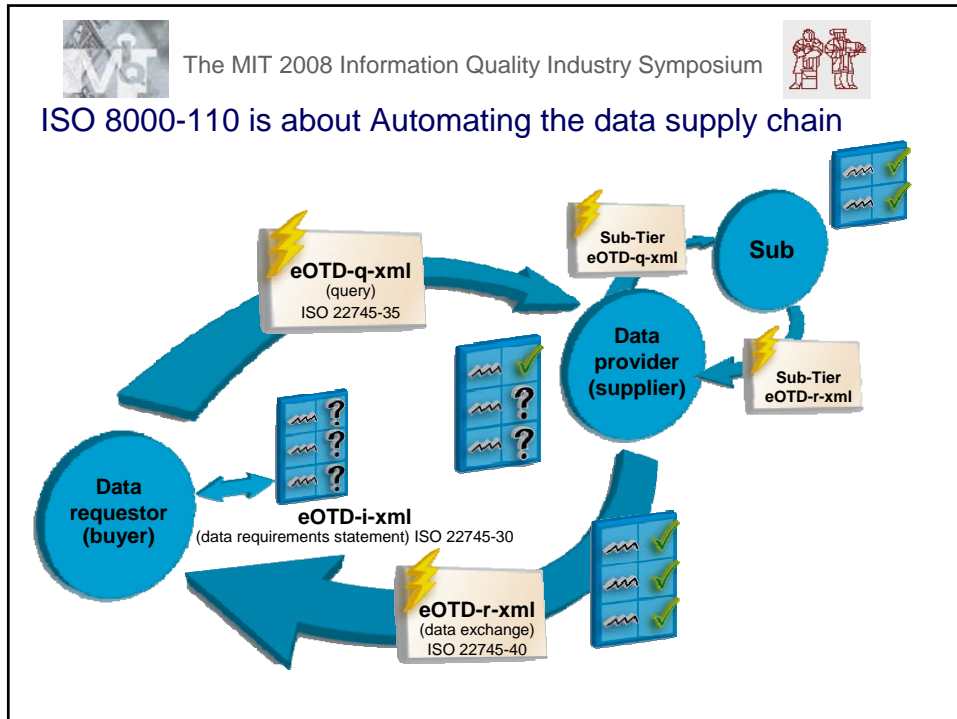 The MIT 2008 Information Quality Industry Symposium
ISO 8000-110 is about Automating the data supply chain
eOTD-q-xml
(query)
ISO 22745-35
Sub-Tier
eOTD-q-xml
Sub
Data
provider
(supplier)
Sub-Tier
eOTD-r-xml
Data
requestor
(buyer)
eOTD-i-xml
(data requirements statement) ISO 22745-30
eOTD-r-xml
(data exchange)
ISO 22745-40
?
?
?
?
?